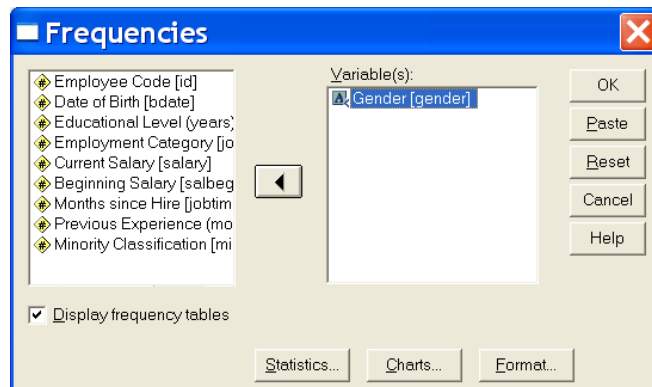 Frequencies
Employee Code [id]
Date of Birth [bdate]
Educational Level (years)
Employment Category [jo
Current Salary [salary]
Beginning Salary [salbeg
Months since Hire [jobtim
Previous Experience (mo
Minority Classification [mi
Variable(s):
Gender [gender]
OK
Paste
Reset
Cancel
Help
Display frequency tables
Statistics...
Charts...
Format...